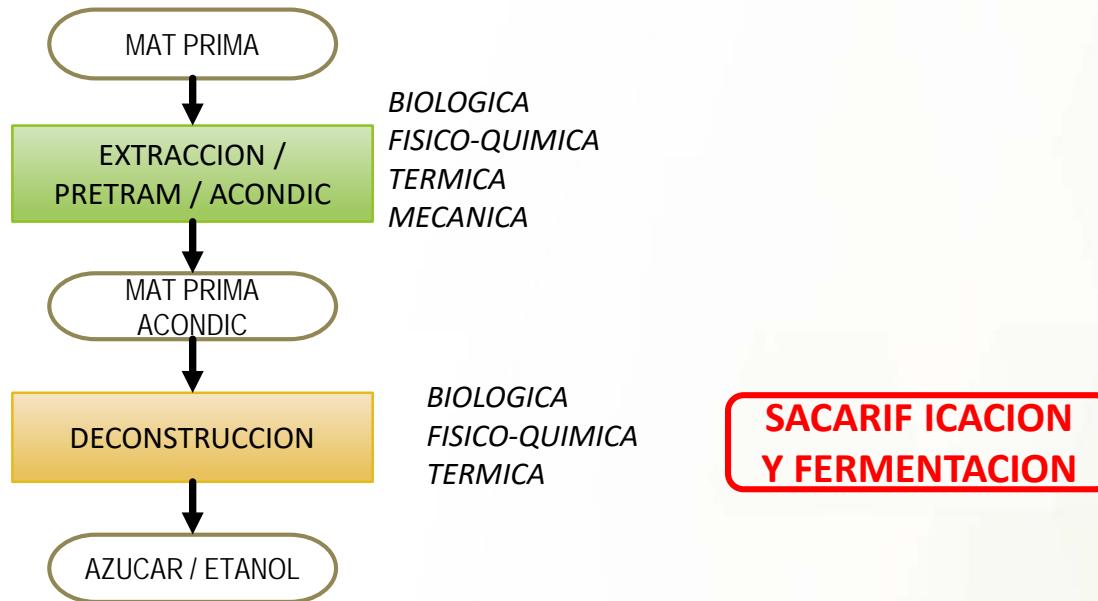 MAT PRIMA
BIOLOGICA
FISICO-QUIMICA
TERMICA
MECANICA
EXTRACCION /
PRETRAM / ACONDIC
MAT PRIMA
ACONDIC
DECONSTRUCCION
BIOLOGICA
FISICO-QUIMICA
TERMICA
SACARIF ICACION
Y FERMENTACION
AZUCAR / ETANOL